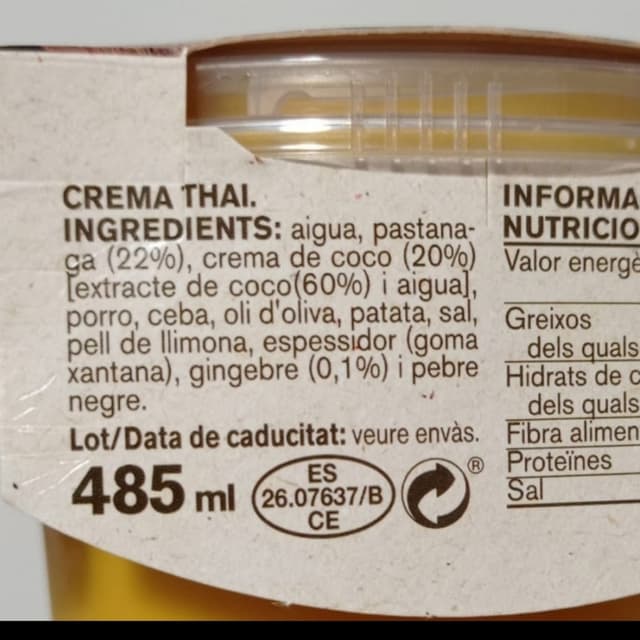 CREMA THAI.
INGREDIENTS: aigua, pastana-
ga (22%), crema de coco (20%)
[extracte de coco(60%) i aigua],
porro, ceba, oli d'oliva, patata, sal,
pell de llimona, espessidor (goma
xantana), gingebre (0,1%) i pebre
negre.
Lot/Data de caducitat: veure envàs.
485 ml
ES
26.07637/B
CE
®
INFORMA
NUTRICIO
Valor energè
Greixos
dels quals
Hidrats de c
dels quals
Fibra alimen
Proteïnes
Sal